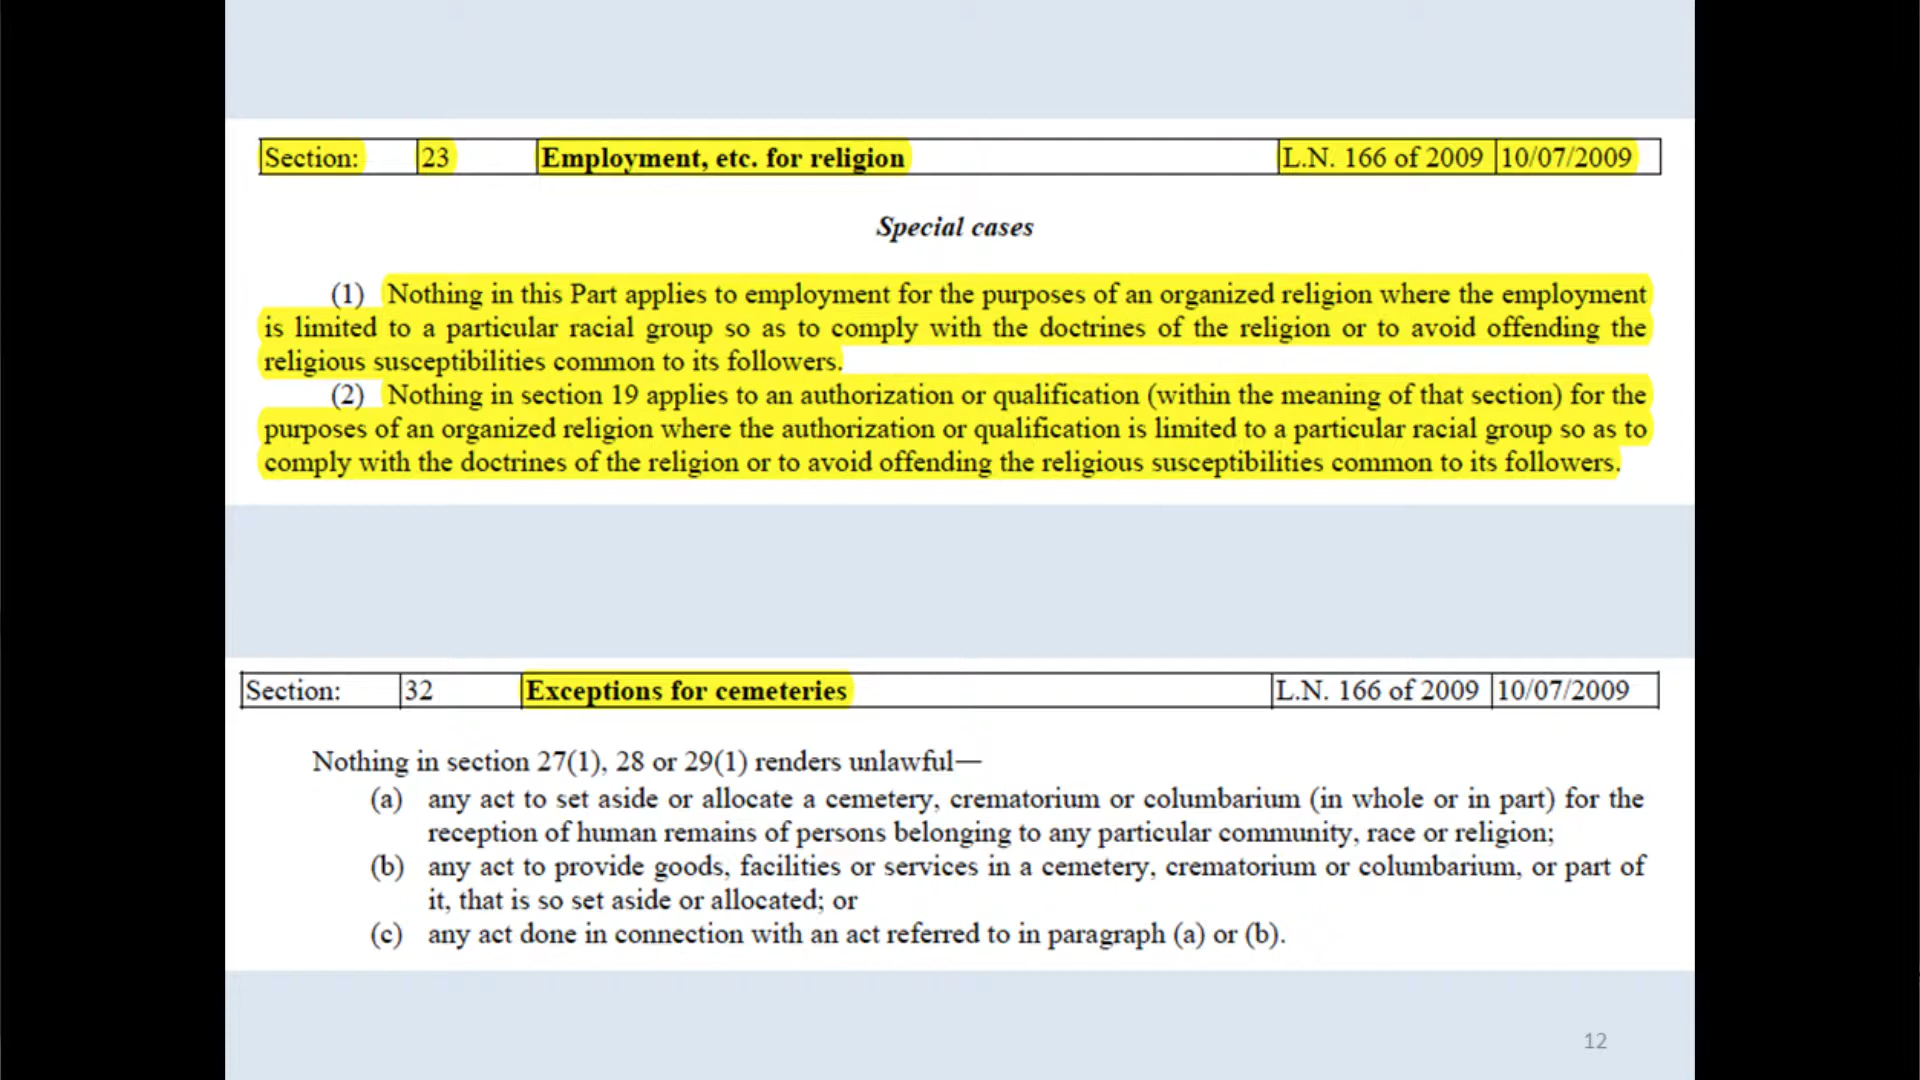 Section: 23 Employment, etc. for religion L.N. 166 of 2009 10/07/2009
Special cases
(1) Nothing in this Part applies to employment for the purposes of an organized religion where the employment
is limited to a particular racial group so as to comply with the doctrines of the religion or to avoid offending the
religious susceptibilities common to its followers.
(2) Nothing in section 19 applies to an authorization or qualification (within the meaning of that section) for the
purposes of an organized religion where the authorization or qualification is limited to a particular racial group so as to
comply with the doctrines of the religion or to avoid offending the religious susceptibilities common to its followers.
Section: 32 Exceptions for cemeteries L.N. 166 of 2009 10/07/2009
Nothing in section 27(1), 28 or 29(1) renders unlawful—
(a) any act to set aside or allocate a cemetery, crematorium or columbarium (in whole or in part) for the
reception of human remains of persons belonging to any particular community, race or religion;
(b) any act to provide goods, facilities or services in a cemetery, crematorium or columbarium, or part of
it, that is so set aside or allocated; or
(c) any act done in connection with an act referred to in paragraph (a) or (b).
12